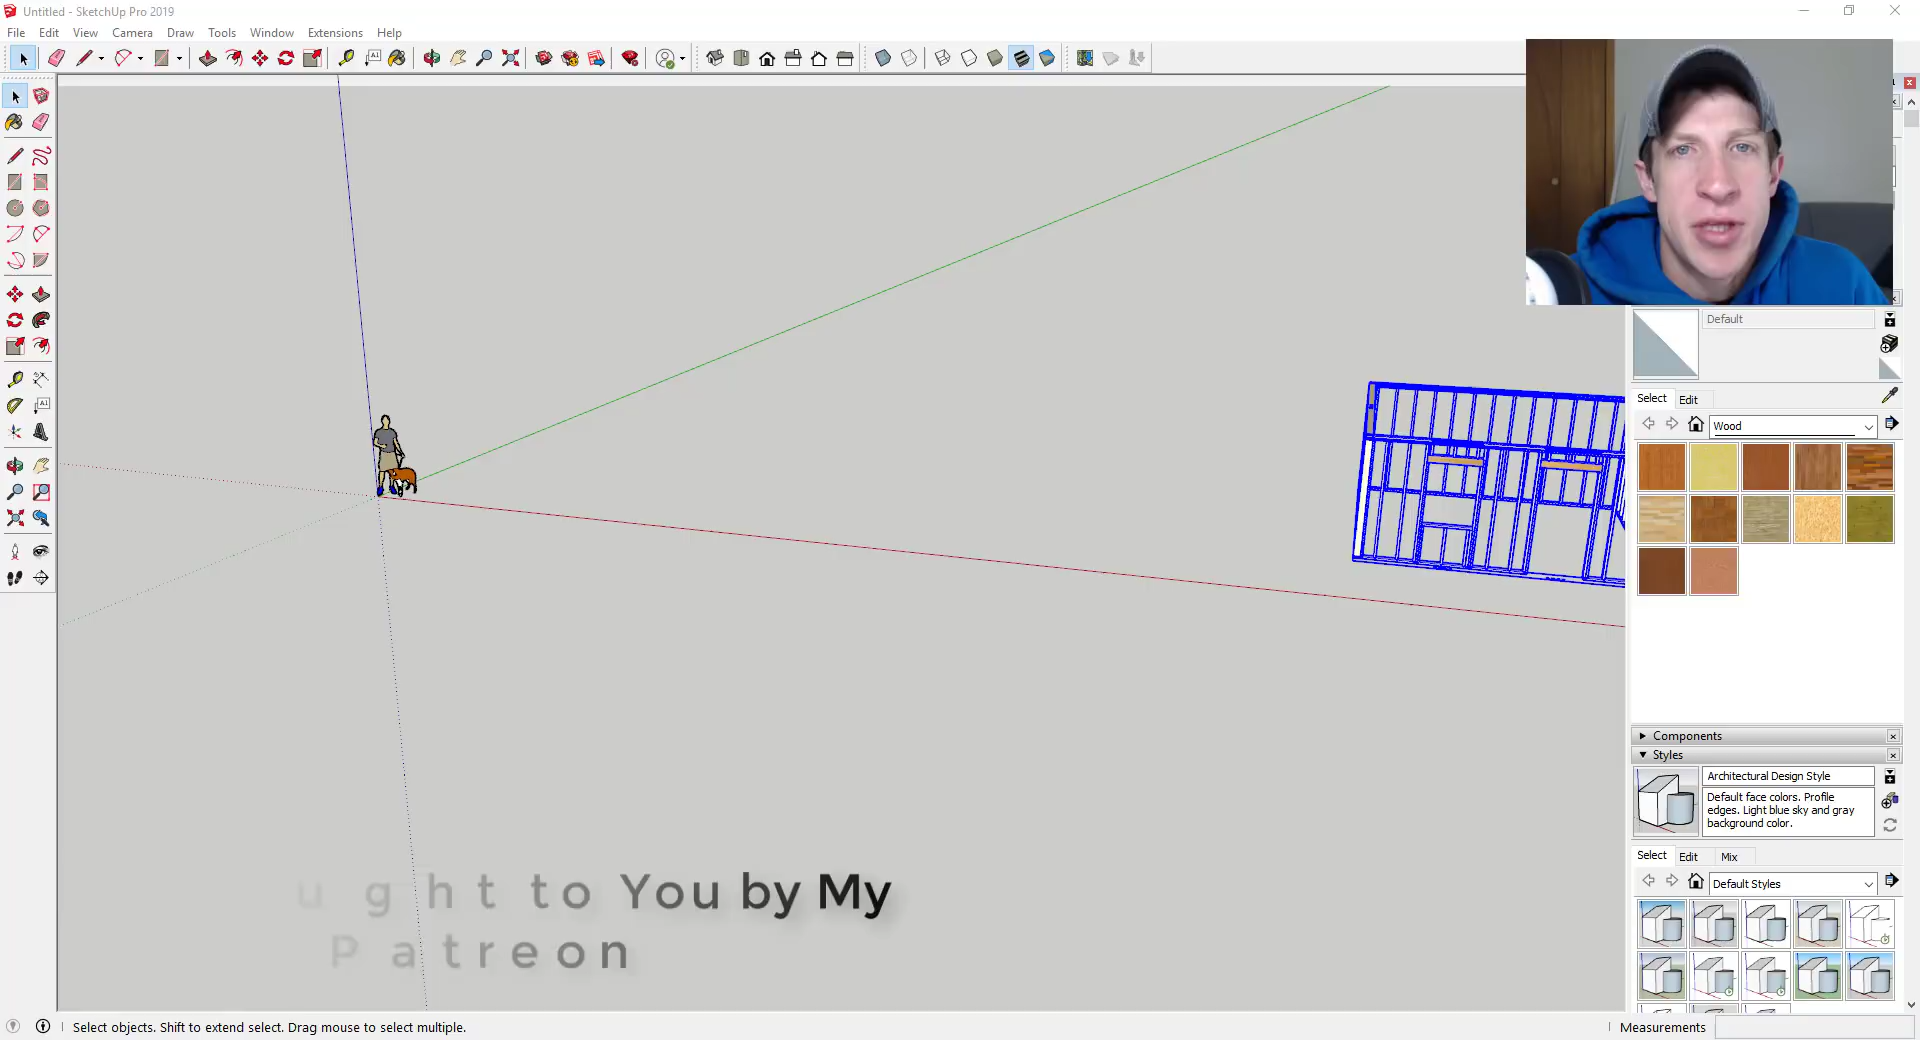 Untitled - SketchUp Pro 2019
File Edit View Camera Draw Tools Window Extensions Help
Default
Select Edit
Wood
Components
Styles
Architectural Design Style
Default face colors. Profile
edges. Light blue sky and gray
background color.
Select Edit Mix
Default Styles
ught to You by My
Patreon
Select objects. Shift to extend select. Drag mouse to select multiple.
Measurements